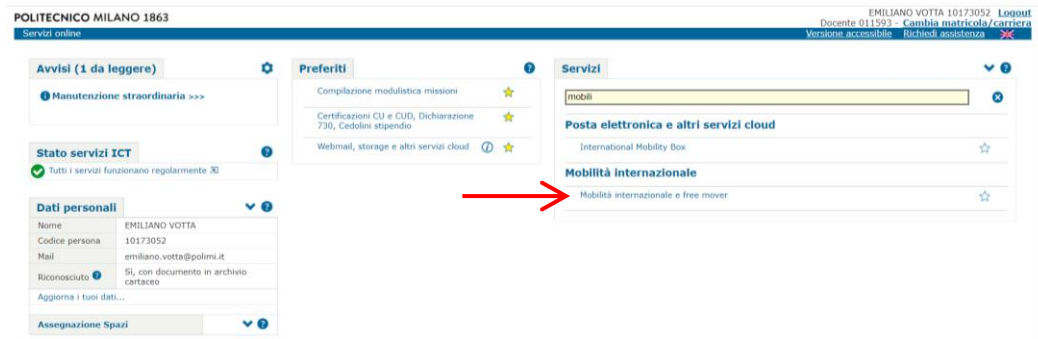 POLITECNICO MILANO 1863
EMILIANO VOTTA 10173052 Logout
Docente 011593 - Cambia matricola/carriera
Servizi online
Versione accessibile Richiedi assistenza
Avvisi (1 da leggere)
Manutenzione straordinaria >>>
Stato servizi ICT
Tutti i servizi funzionano regolarmente
Dati personali
Nome EMILIANO VOTTA
Codice persona 10173052
Mail emiliano.votta@polimi.it
Riconosciuto ? Sì, con documento in archivio
cartaceo
Aggiorna i tuoi dati...
Assegnazione Spazi
Preferiti
Compilazione modulistica missioni
Certificazioni CU e CUD, Dichiarazione
730, Cedolini stipendio
Webmail, storage e altri servizi cloud
Servizi
mobili
Posta elettronica e altri servizi cloud
International Mobility Box
Mobilità internazionale
Mobilità internazionale e free mover